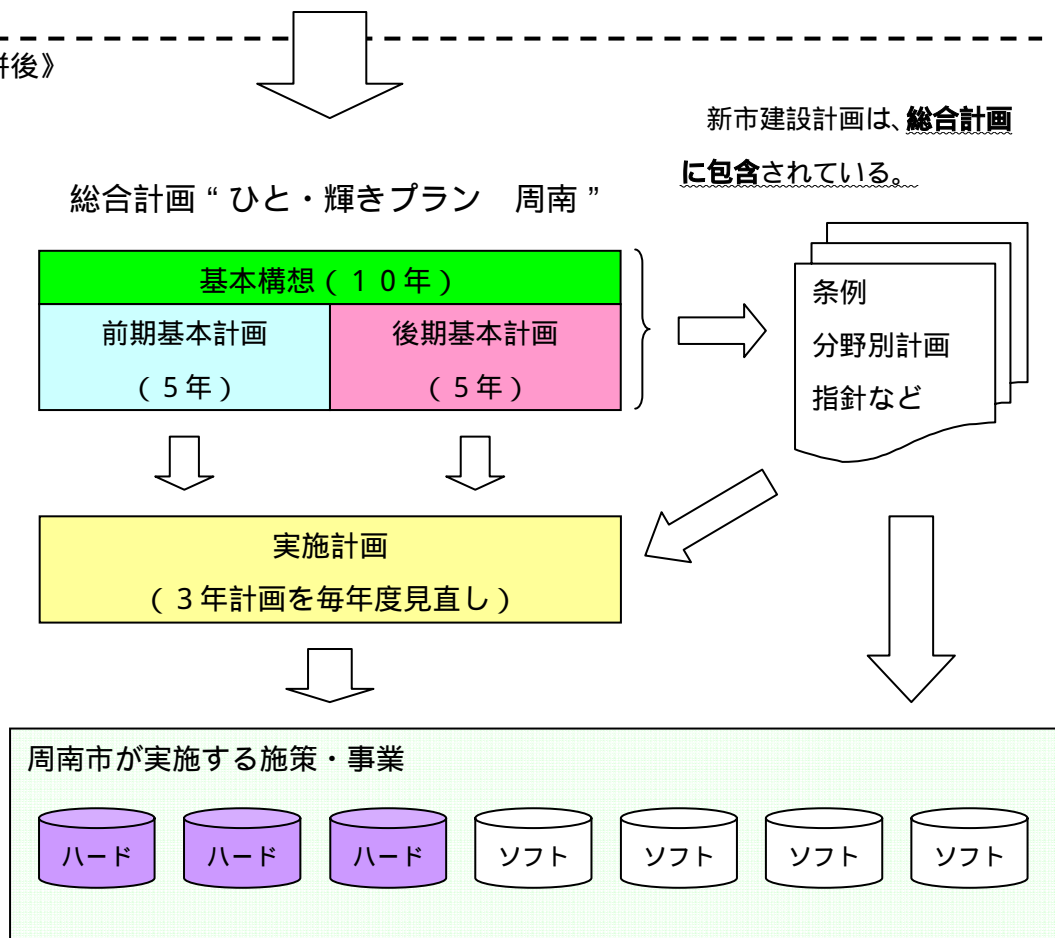 併後》
新市建設計画は、総合計画
に包含されている。
総合計画“ひと・輝きプラン　周南”
基本構想(10年)
前期基本計画
(5年)
後期基本計画
(5年)
条例
分野別計画
指針など
実施計画
(3年計画を毎年度見直し)
周南市が実施する施策・事業
ハード
ハード
ハード
ソフト
ソフト
ソフト
ソフト